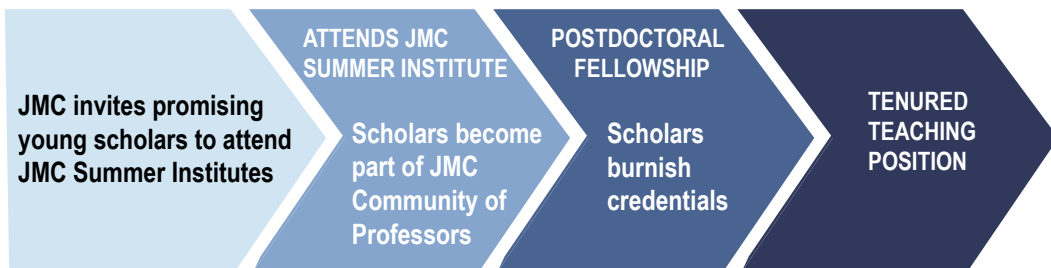 JMC invites promising
young scholars to attend
JMC Summer Institutes
ATTENDS JMC
SUMMER INSTITUTE
Scholars become
part of JMC
Community of
Professors
POSTDOCTORAL
FELLOWSHIP
Scholars
burnish
credentials
TENURED
TEACHING
POSITION